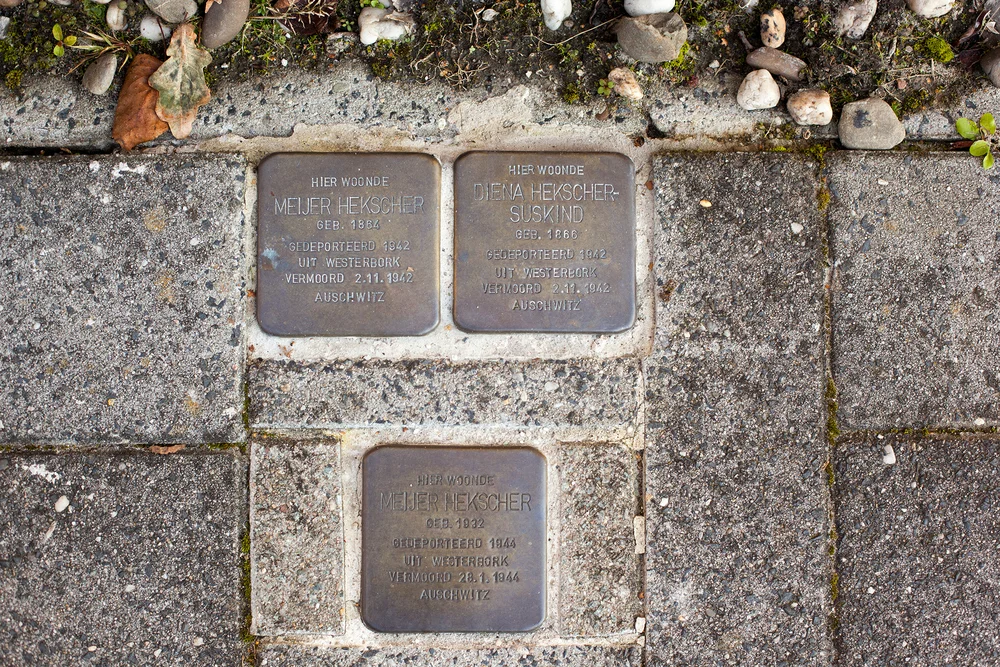 HIER WOONDE
MEIJER HEKSCHER
GEB. 1864
GEDEPORTEERD 1942
UIT WESTERBORK
VERMOORD 2.11.1942
AUSCHWITZ
HIER WOONDE
DIENA HEKSCHER-
SUSKIND
GEB. 1866
GEDEPORTEERD 1942
UIT WESTERBORK
VERMOORD 2.11.1942
AUSCHWITZ
HIER WOONDE
MEIJER HEKSCHER
GEB. 1932
GEDEPORTEERD 1944
UIT WESTERBORK
VERMOORD 28.1.1944
AUSCHWITZ